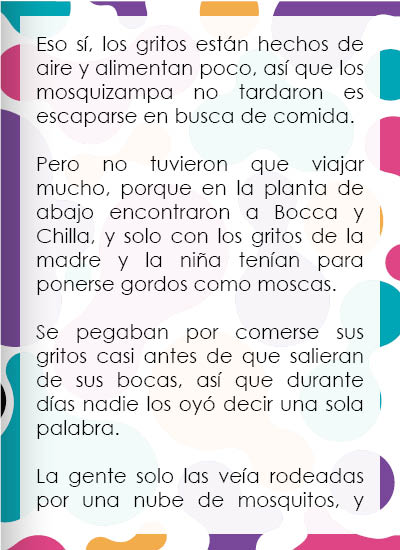 Eso sí, los gritos están hechos de
aire y alimentan poco, así que los
mosquizampa no tardaron es
escaparse en busca de comida.
Pero no tuvieron que viajar
mucho, porque en la planta de
abajo encontraron a Bocca y
Chilla, y solo con los gritos de la
madre y la niña tenían para
ponerse gordos como moscas.
Se pegaban por comerse sus
gritos casi antes de que salieran
de sus bocas, así que durante
días nadie los oyó decir una sola
palabra.
La gente solo las veía rodeadas
por una nube de mosquitos, y